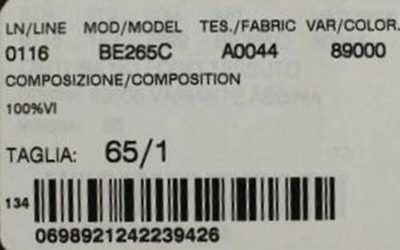 LN/LINE MOD/MODEL TES./FABRIC VAR/COLOR.
0116 BE265C A0044 89000
COMPOSIZIONE/COMPOSITION
100%VI
TAGLIA: 65/1
134
0698921242239426